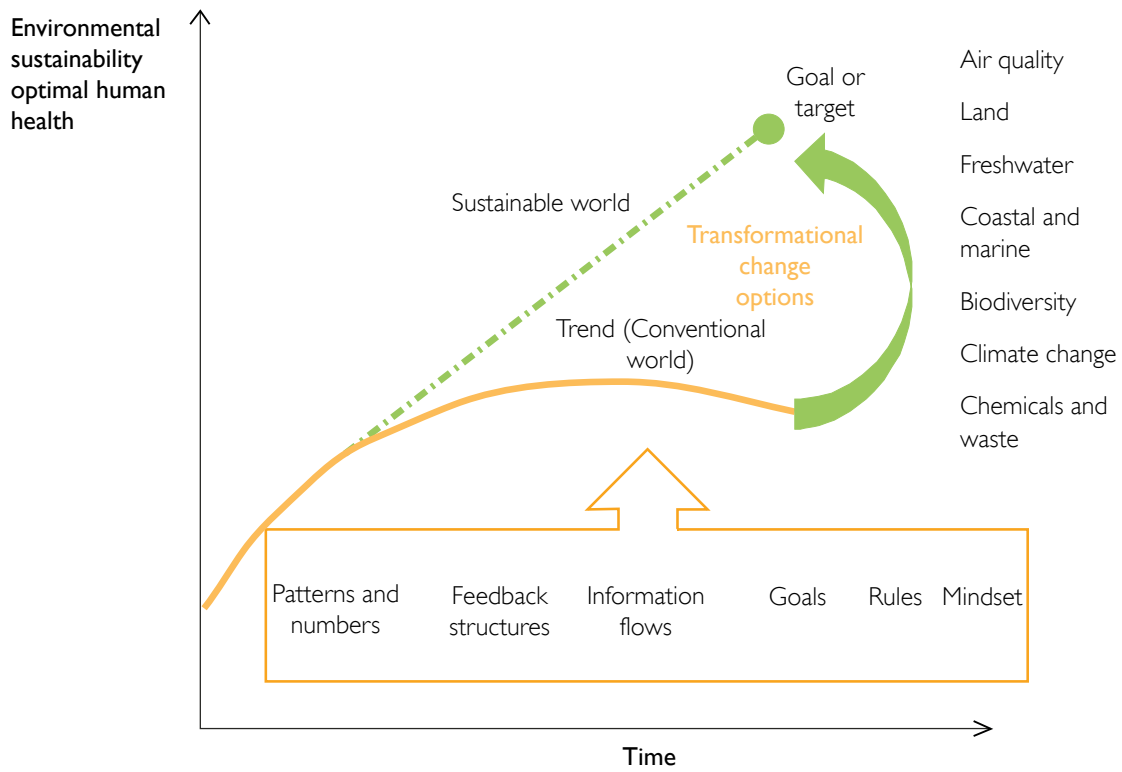 Environmental
sustainability
optimal human
health
Goal or
target
Sustainable world
Transformational
change
options
Trend (Conventional
world)
Air quality
Land
Freshwater
Coastal and
marine
Biodiversity
Climate change
Chemicals and
waste
Patterns and
numbers
Feedback
structures
Information
flows
Goals
Rules
Mindset
Time